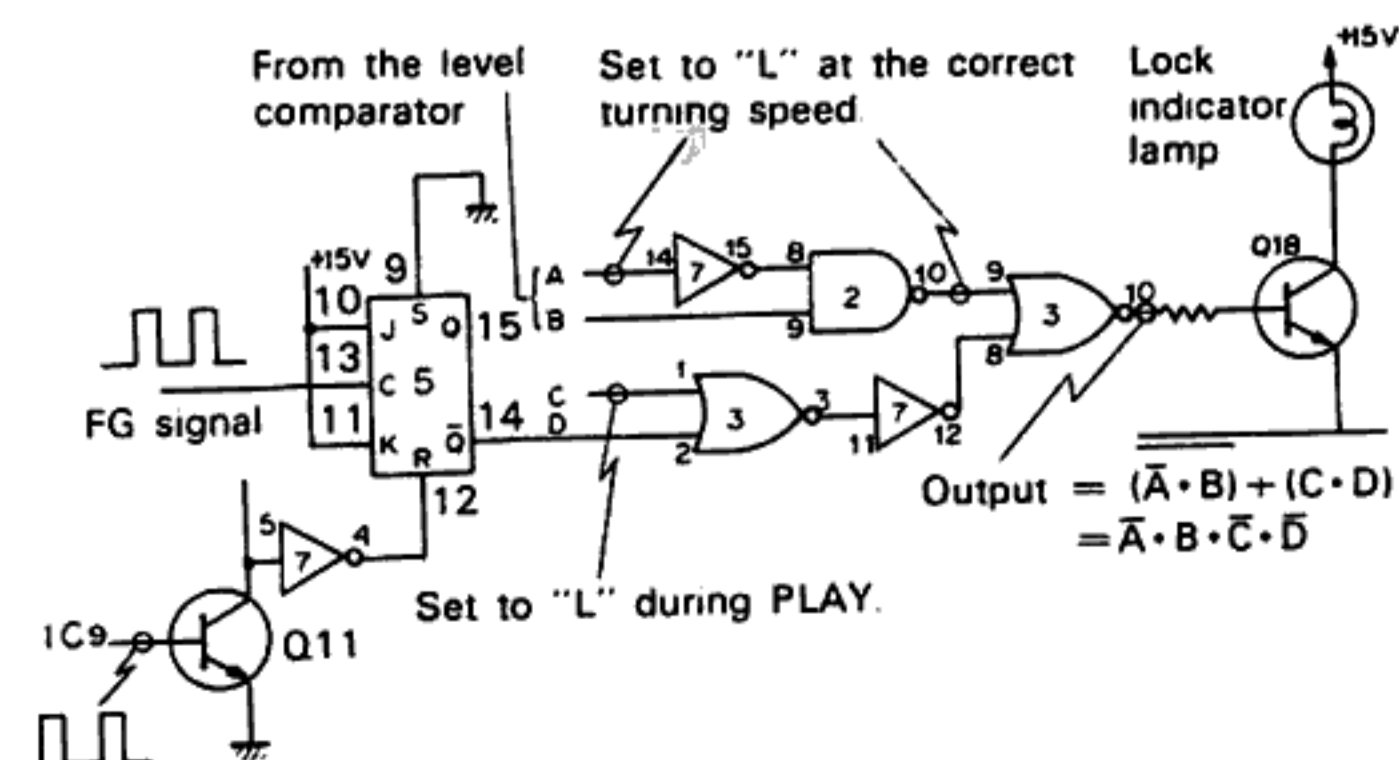 From the level
comparator
Set to "L" at the correct
turning speed.
Lock
indicator
lamp
+15V
+15V
9
10
13
11
J
S
Q
C
5
K
R
Q̅
15
14
12
FG signal
A
B
C
D
14
7
15
8
9
2
10
9
8
3
10
Q18
1
2
3
3
11
7
12
Output = (A̅•B)+(C•D)
=A̅•B•C̅•D̅
5
7
4
Set to "L" during PLAY.
IC9
Q11